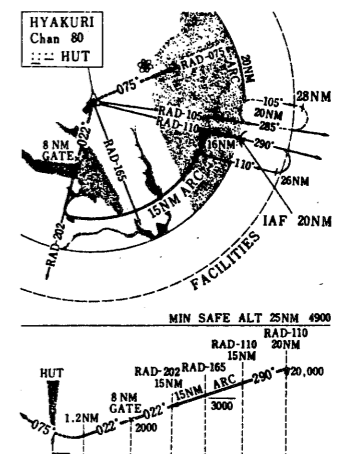 HYAKURI
Chan 80
HUT
075°
RAD-075°
20NM
ARC
28NM
105°
20NM
RAD-105
RAD-110
285°
290°
8 NM
GATE
022°
RAD-165
16NM
110°
26NM
15NM ARC
IAF 20NM
RAD-202
FACILITIES
MIN SAFE ALT 25NM 4900
RAD-110
20NM
RAD-110
15NM
HUT
RAD-202
15NM
RAD-165
15NM
ARC
290°
20,000
8 NM
GATE
1.2NM
3000
075°
022°
022°
2000